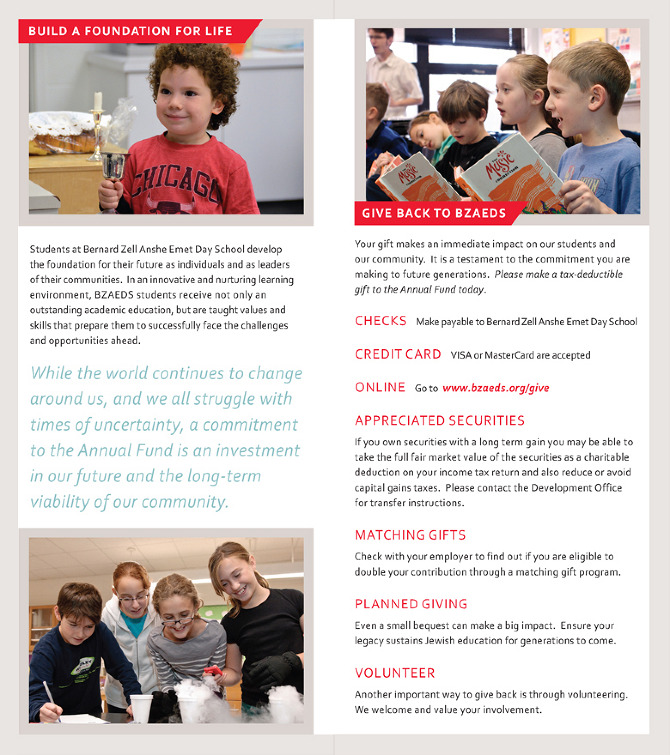 BUILD A FOUNDATION FOR LIFE
CHICAGO
Students at Bernard Zell Anshe Emet Day School develop
the foundation for their future as individuals and as leaders
of their communities. In an innovative and nurturing learning
environment, BZAEDS students receive not only an
outstanding academic education, but are taught values and
skills that prepare them to successfully face the challenges
and opportunities ahead.
While the world continues to change
around us, and we all struggle with
times of uncertainty, a commitment
to the Annual Fund is an investment
in our future and the long-term
viability of our community.
Music
Music
GIVE BACK TO BZAEDS
Your gift makes an immediate impact on our students and
our community. It is a testament to the commitment you are
making to future generations. Please make a tax-deductible
gift to the Annual Fund today.
CHECKS Make payable to Bernard Zell Anshe Emet Day School
CREDIT CARD VISA or MasterCard are accepted
ONLINE Go to www.bzaeds.org/give
APPRECIATED SECURITIES
If you own securities with a long term gain you may be able to
take the full fair market value of the securities as a charitable
deduction on your income tax return and also reduce or avoid
capital gains taxes. Please contact the Development Office
for transfer instructions.
MATCHING GIFTS
Check with your employer to find out if you are eligible to
double your contribution through a matching gift program.
PLANNED GIVING
Even a small bequest can make a big impact. Ensure your
legacy sustains Jewish education for generations to come.
VOLUNTEER
Another important way to give back is through volunteering.
We welcome and value your involvement.